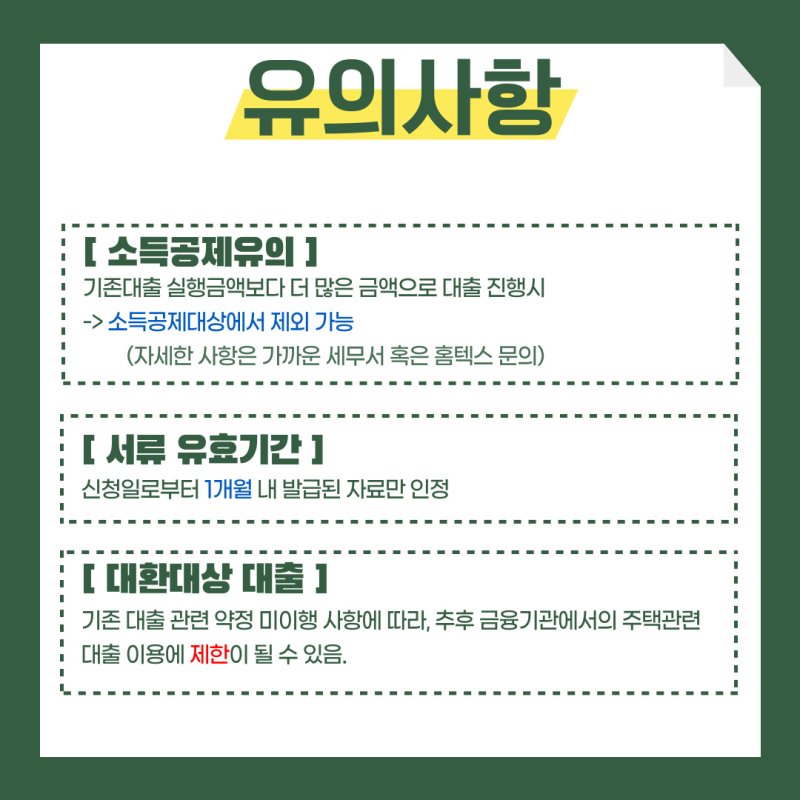 유의사항
[ 소득공제유의 ]
기존대출 실행금액보다 더 많은 금액으로 대출 진행시
-> 소득공제대상에서 제외 가능
(자세한 사항은 가까운 세무서 혹은 홈텍스 문의)
[ 서류 유효기간 ]
신청일로부터 1개월 내 발급된 자료만 인정
[ 대환대상 대출 ]
기존 대출 관련 약정 미이행 사항에 따라, 추후 금융기관에서의 주택관련
대출 이용에 제한이 될 수 있음.